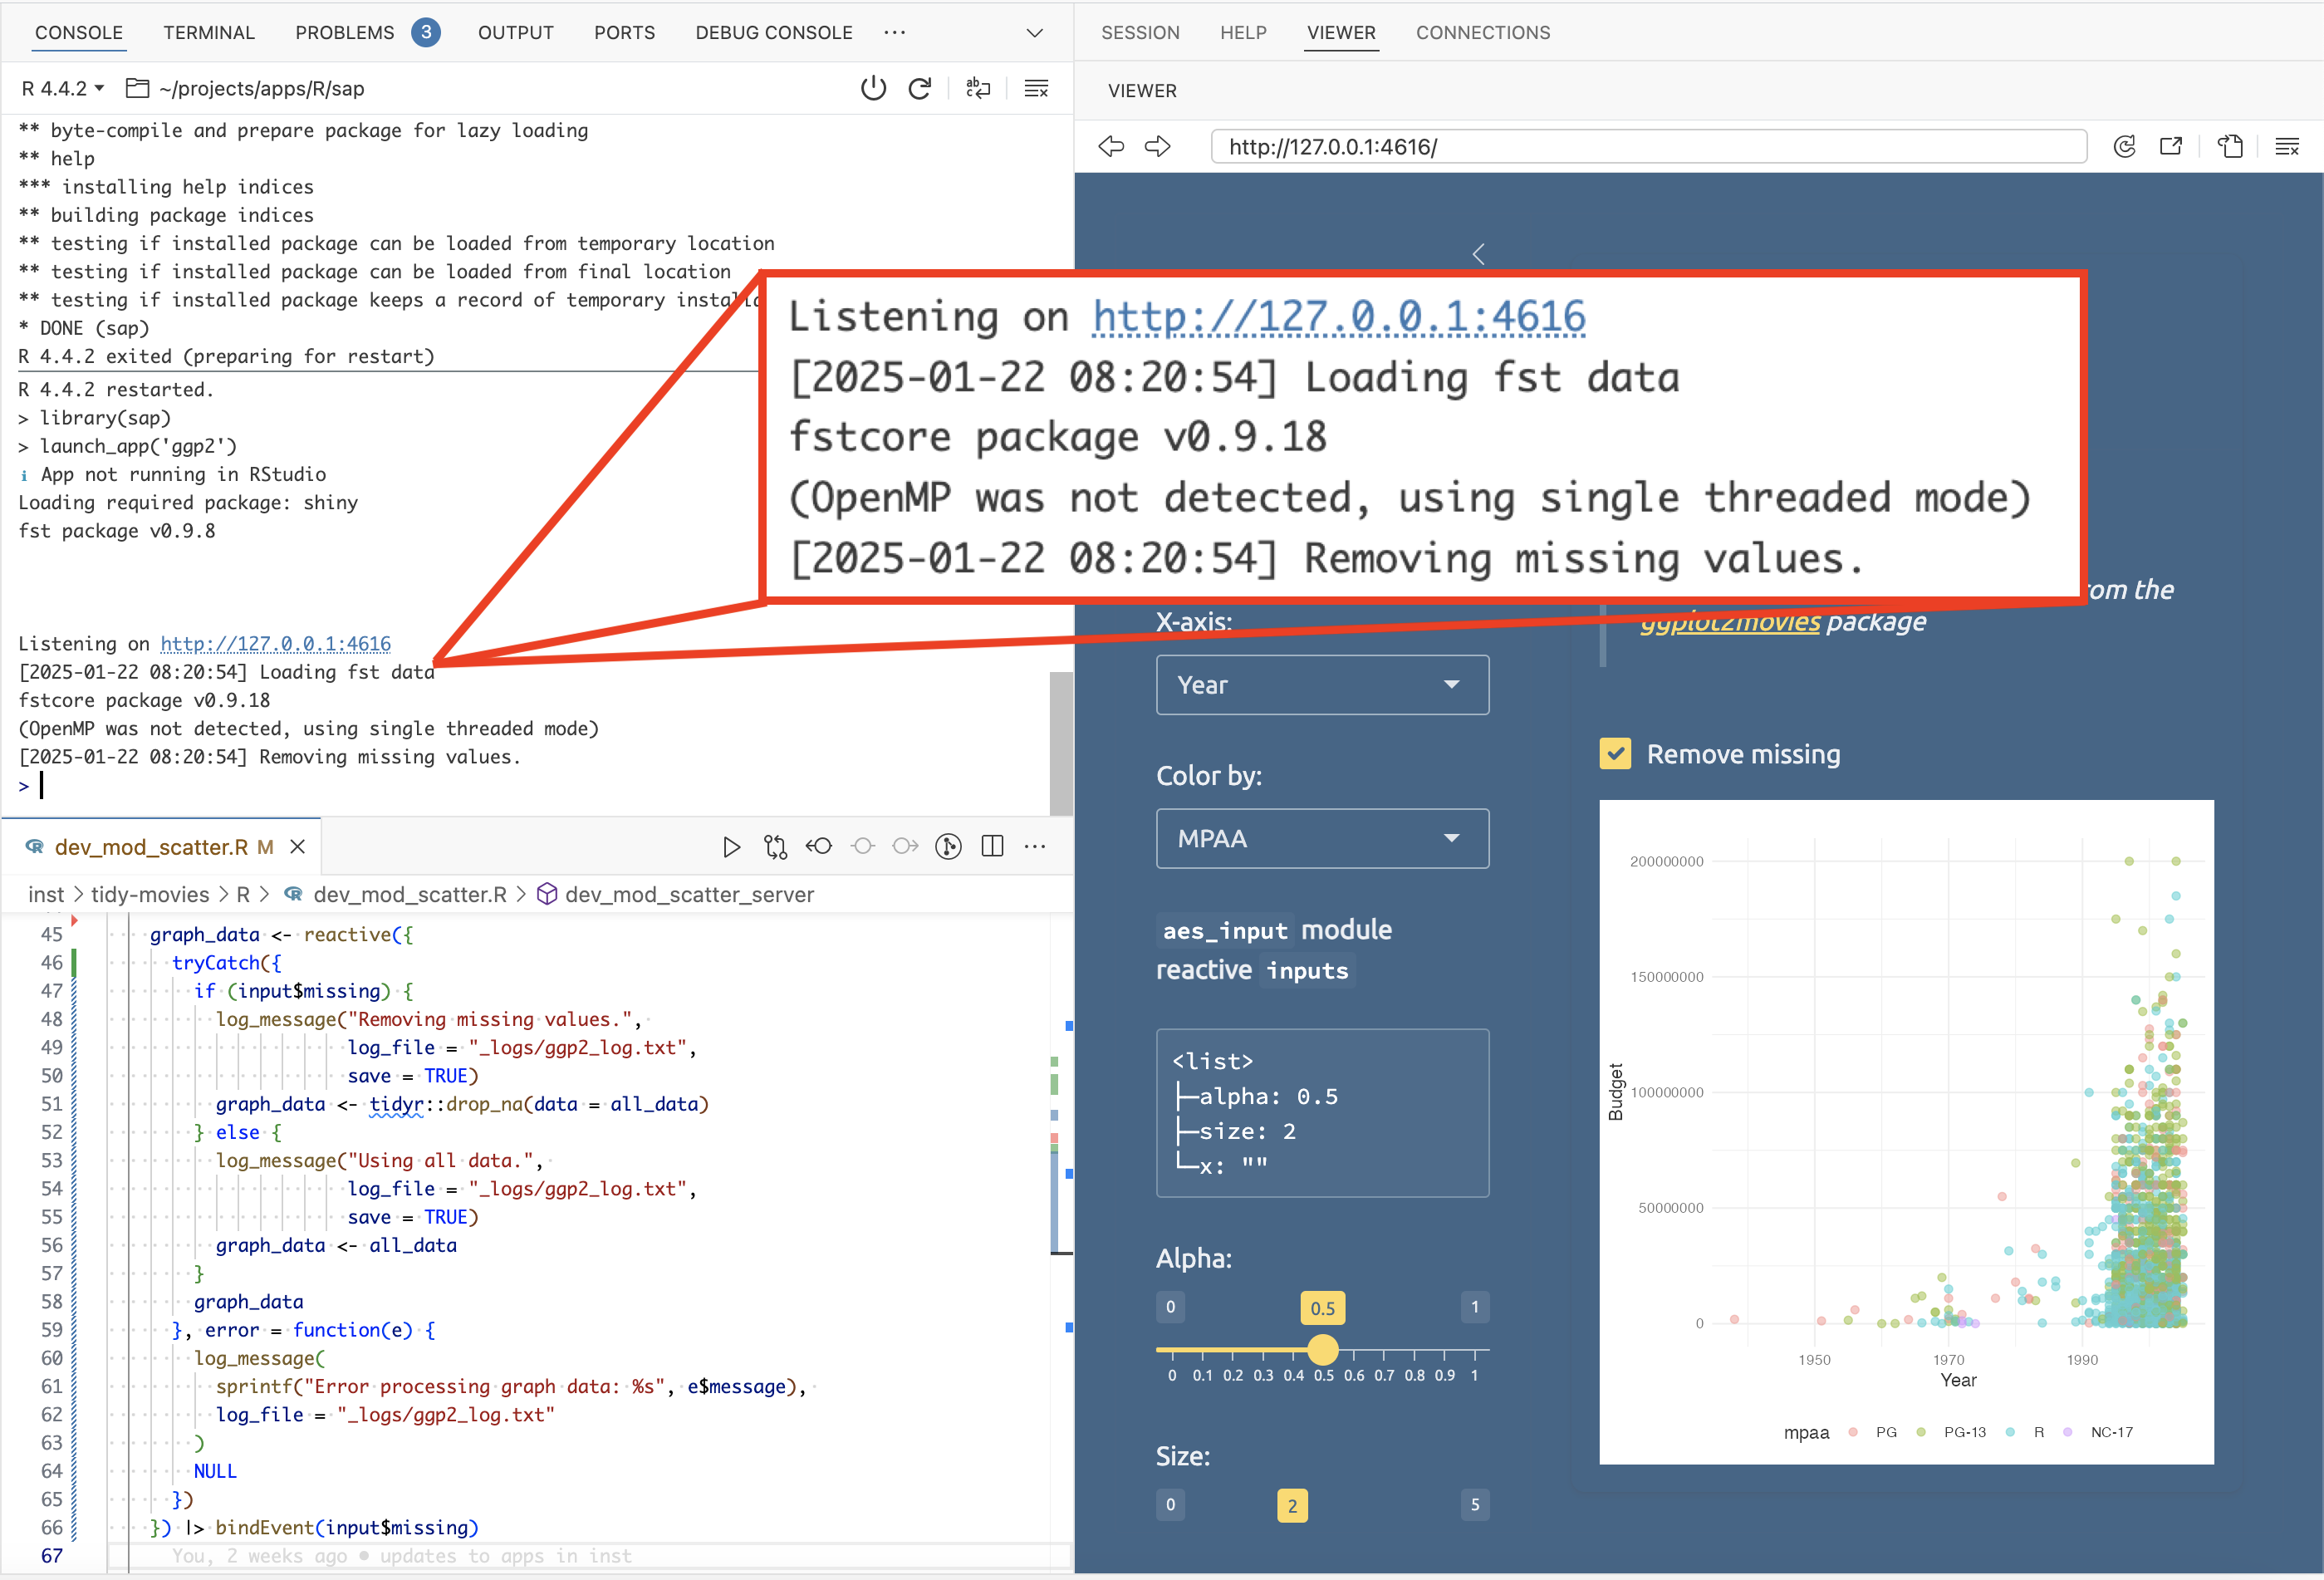 CONSOLE TERMINAL PROBLEMS 3 OUTPUT PORTS DEBUG CONSOLE ···
R 4.4.2 ~/projects/apps/R/sap
** byte-compile and prepare package for lazy loading
** help
*** installing help indices
** building package indices
** testing if installed package can be loaded from temporary location
** testing if installed package can be loaded from final location
** testing if installed package keeps a record of temporary
* DONE (sap)
R 4.4.2 exited (preparing for restart)
R 4.4.2 restarted.
> library(sap)
> launch_app('ggp2')
i App not running in RStudio
Loading required package: shiny
fst package v0.9.8
Listening on http://127.0.0.1:4616
[2025-01-22 08:20:54] Loading fst data
fstcore package v0.9.18
(OpenMP was not detected, using single threaded mode)
[2025-01-22 08:20:54] Removing missing values.
>
Listening on http://127.0.0.1:4616
[2025-01-22 08:20:54] Loading fst data
fstcore package v0.9.18
(OpenMP was not detected, using single threaded mode)
[2025-01-22 08:20:54] Removing missing values.
dev_mod_scatter.R M
inst > tidy-movies > R > dev_mod_scatter.R > dev_mod_scatter_server
45 graph_data <- reactive({
46 tryCatch({
47 if (input$missing) {
48 log_message("Removing missing values.",
49 log_file = "_logs/ggp2_log.txt",
50 save = TRUE)
51 graph_data <- tidyr::drop_na(data = all_data)
52 } else {
53 log_message("Using all data.",
54 log_file = "_logs/ggp2_log.txt",
55 save = TRUE)
56 graph_data <- all_data
57 }
58 graph_data
59 }, error = function(e) {
60 log_message(
61 sprintf("Error processing graph data: %s", e$message),
62 log_file = "_logs/ggp2_log.txt"
63 )
64 NULL
65 })
66 }) |> bindEvent(input$missing)
67 You, 2 weeks ago • updates to apps in inst
SESSION HELP VIEWER CONNECTIONS
VIEWER
http://127.0.0.1:4616/
X-axis:
Year
Color by:
MPAA
aes_input module
reactive inputs
<list>
├─alpha: 0.5
├─size: 2
└─x: ""
Alpha:
0 0.5 1
0 0.1 0.2 0.3 0.4 0.5 0.6 0.7 0.8 0.9 1
Size:
0 2 5
the
ggplot2movies package
Remove missing
200000000
150000000
100000000
50000000
0
Budget
1950 1970 1990
Year
mpaa PG PG-13 R NC-17